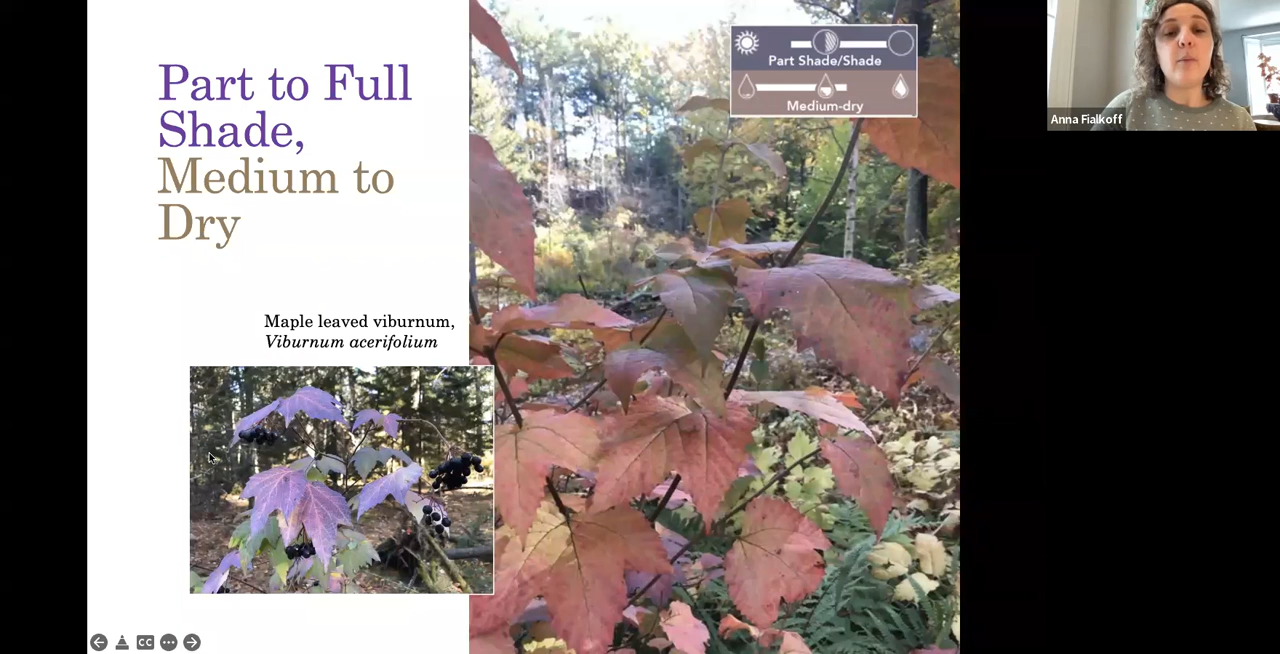 Part to Full
Shade,
Medium to
Dry
Maple leaved viburnum,
Viburnum acerifolium
Part Shade/Shade
Medium-dry
Anna Fialkoff
CC